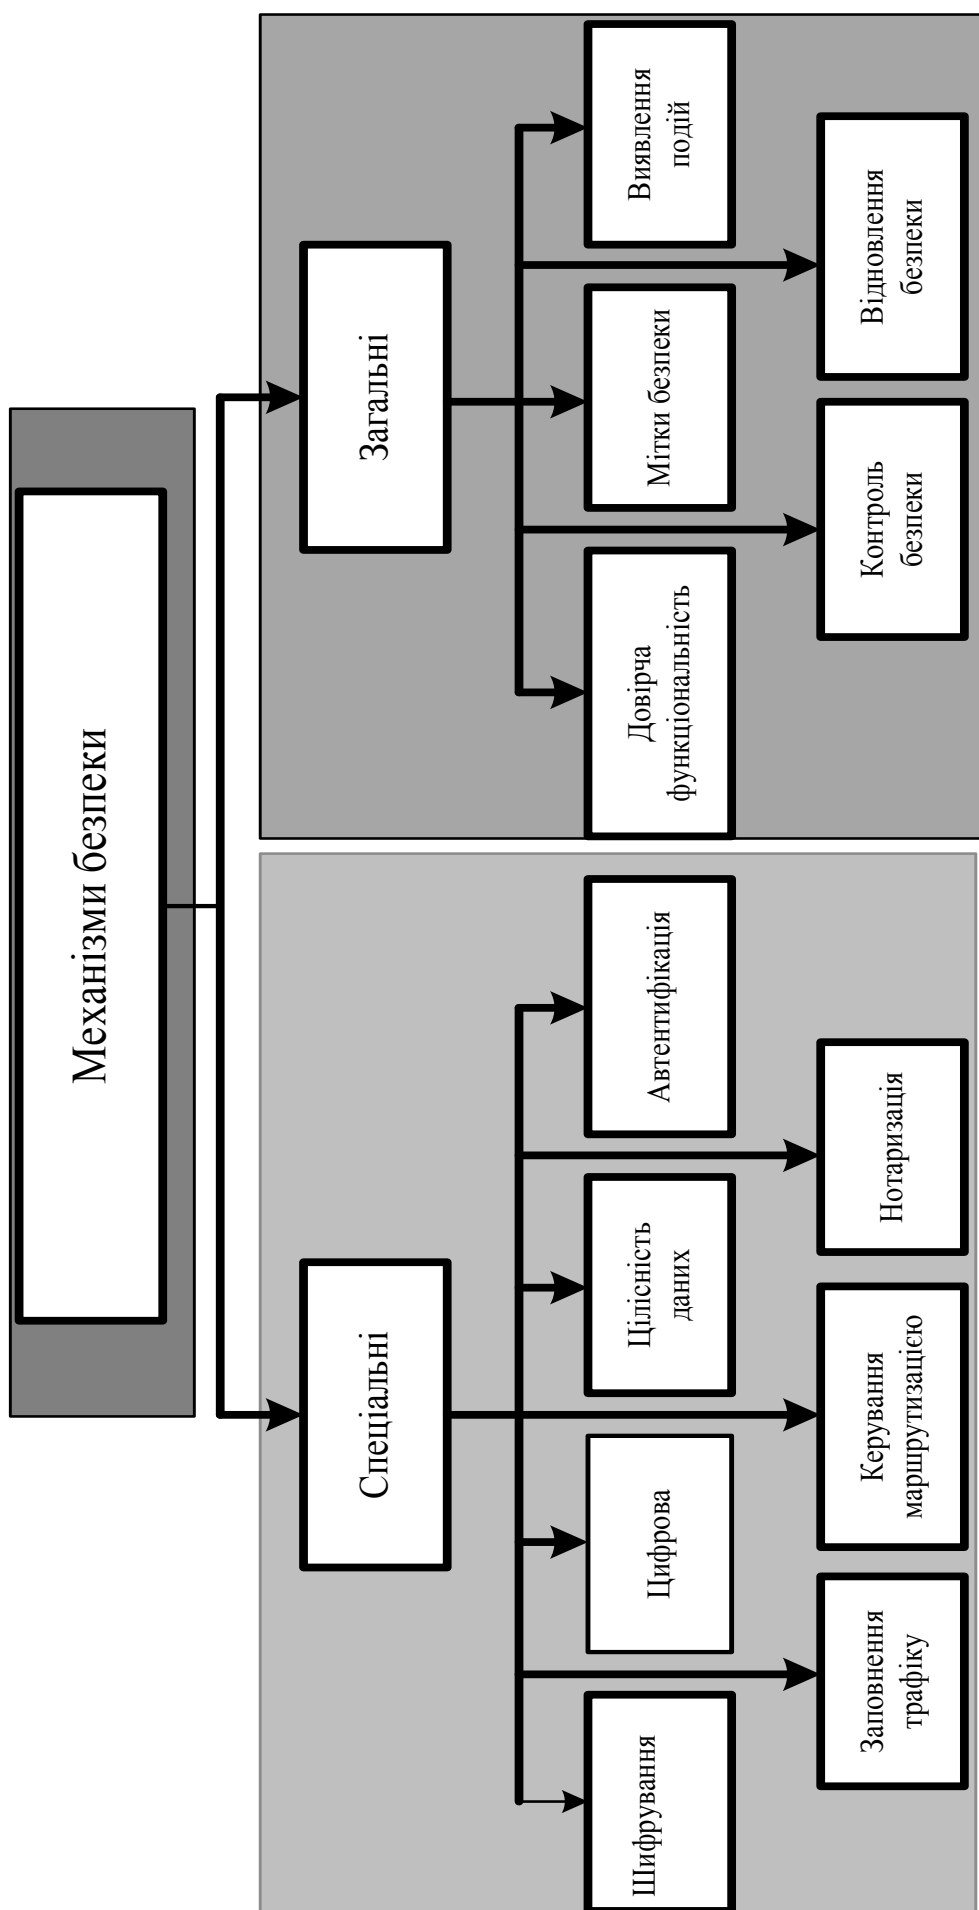 Механізми безпеки
Спеціальні
Загальні
Шифрування
Цифрова
Цілісність
даних
Автентифікація
Довірча
функціональність
Мітки безпеки
Виявлення
подій
Заповнення
трафіку
Керування
маршрутизацією
Нотаризація
Контроль
безпеки
Відновлення
безпеки